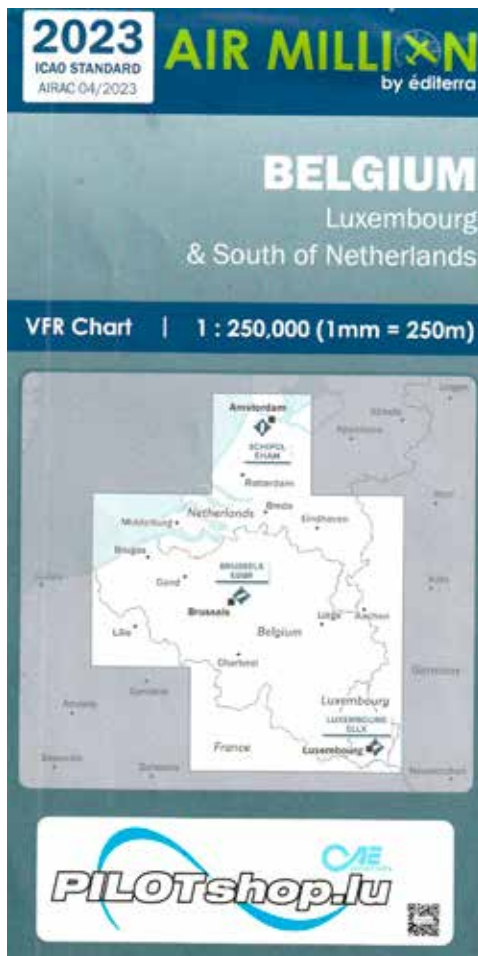 2023
ICAO STANDARD
AIRAC 04/2023
AIR MILLION
by éditerra
BELGIUM
Luxembourg
& South of Netherlands
VFR Chart | 1 : 250,000 (1mm = 250m)
Amsterdam
SCHIPOL
EHAM
Rotterdam
Netherlands
Breda
Middelburg
Eindhoven
Bruges
BRUSSELS
EBBR
Gand
Brussels
Liege
Aachen
Lille
Belgium
Charleroi
Germany
Luxembourg
LUXEMBOURG
ELLX
France
Luxembourg
CAE
PILOTshop.lu